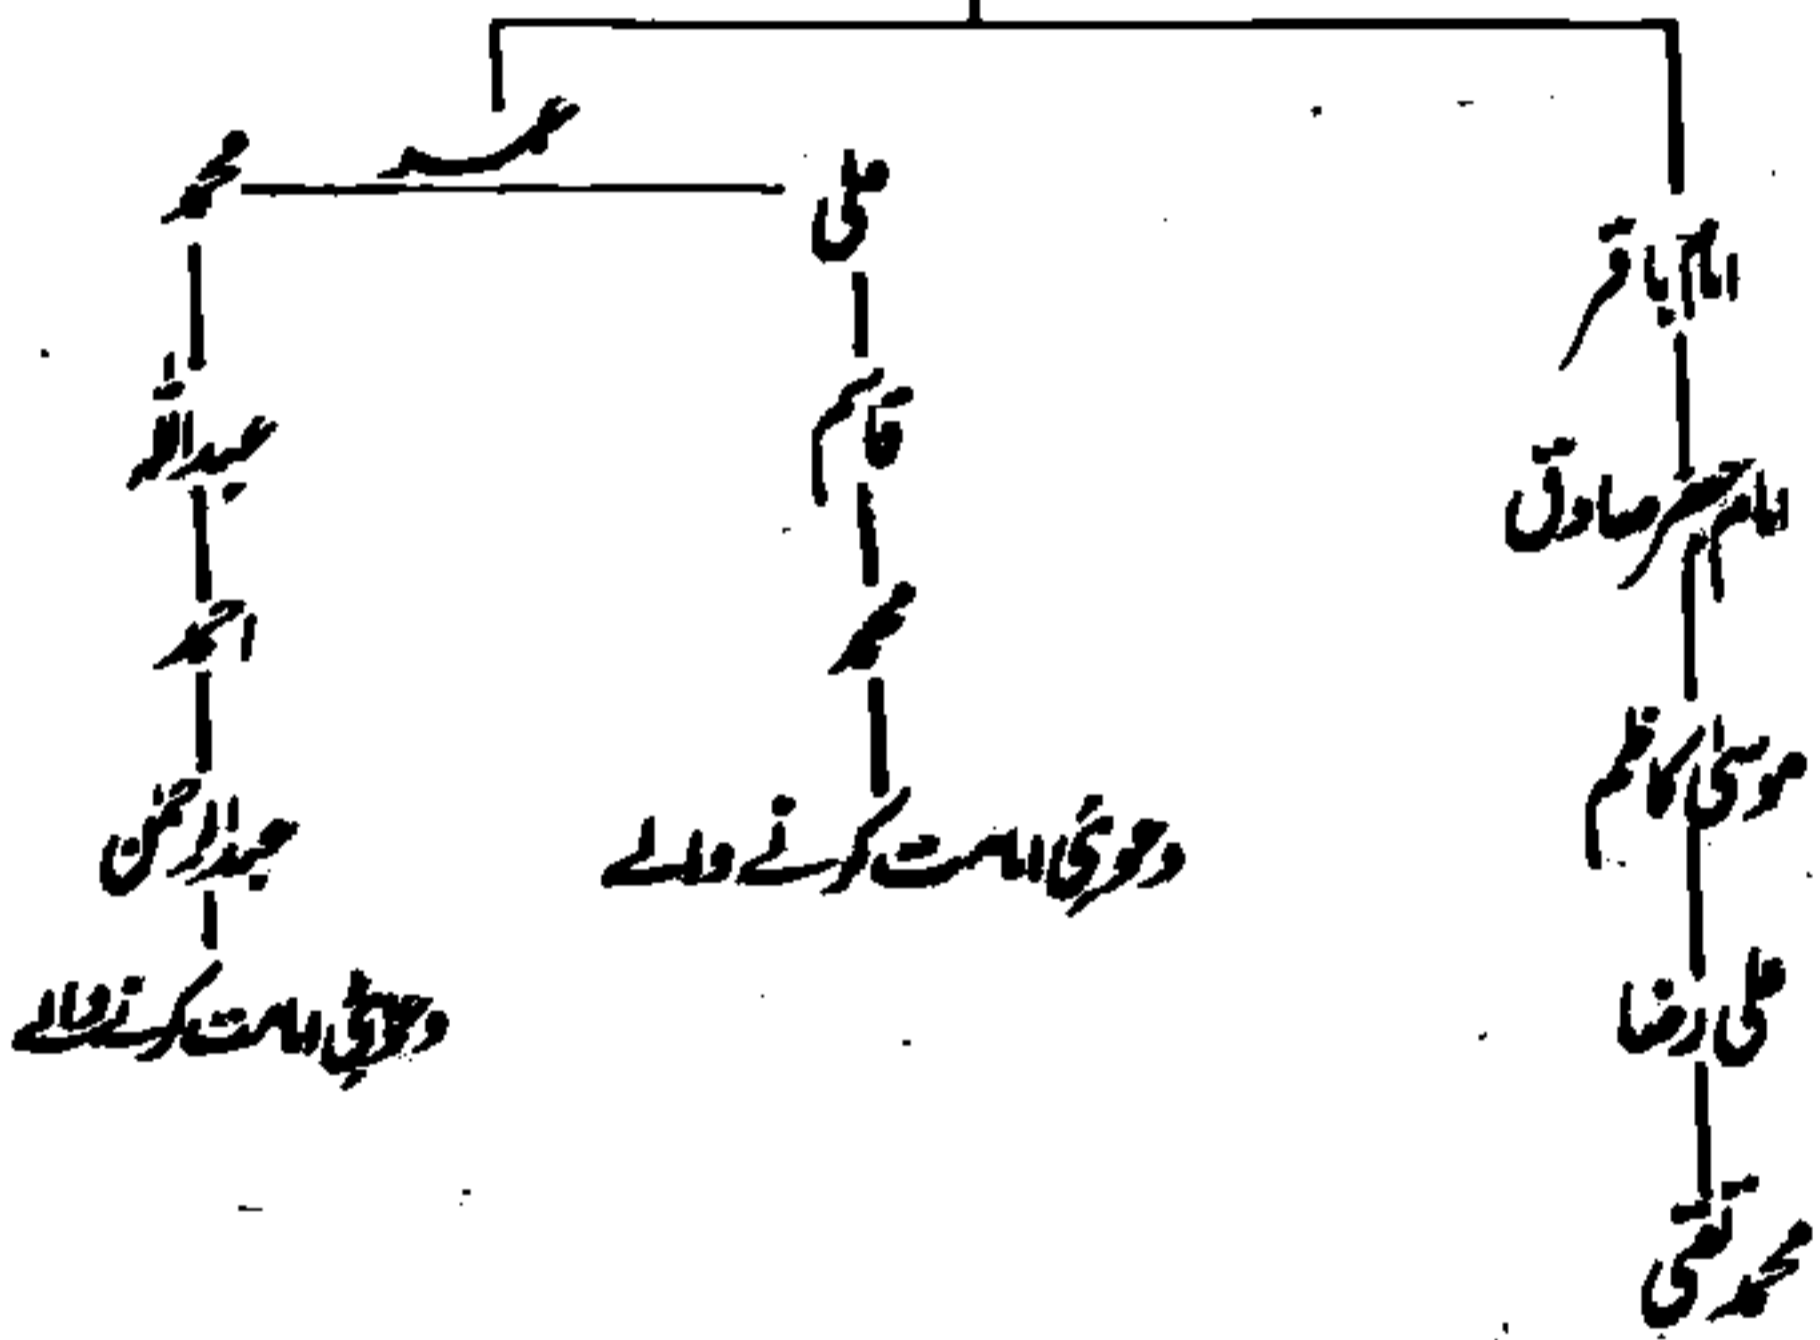 عمر
محمد
علی
امام باقر
عبداللہ
قاسم
امام جعفر صادق
احمد
محمد
موسیٰ کاظم
عبدالرحمٰن
دعویٰ امامت کرنے والے
علی رضا
دعویٰ امامت کرنے والے
محمد تقی